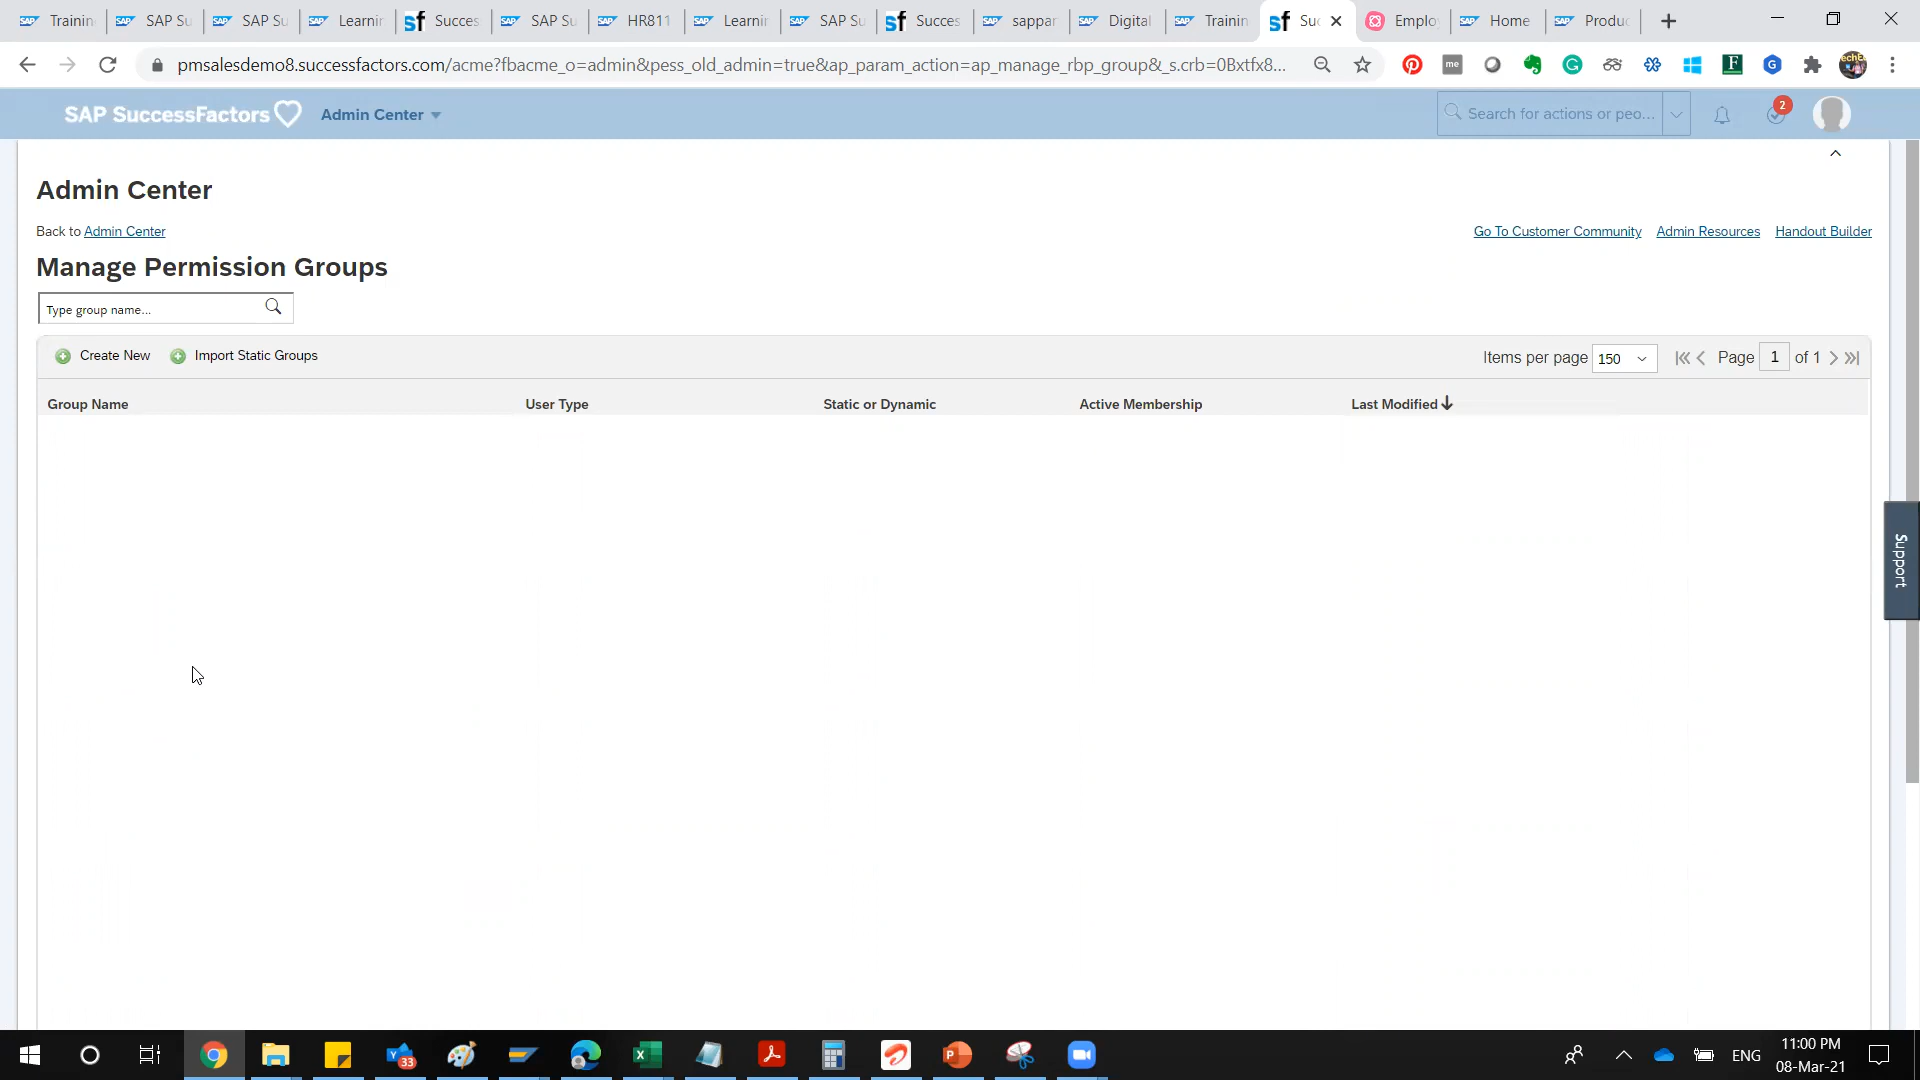 Training
SAP Su
SAP Su
Learnin
Succes
SAP Su
HR811
Learnin
SAP Su
Succes
sappar
Digital
Trainin
Suc
Emplo
Home
Produc
pmsalesdemo8.successfactors.com/acme?fbacme_o=admin&pess_old_admin=true&ap_param_action=ap_manage_rbp_group&_s.crb=0Bxtfx8...
SAP SuccessFactors
Admin Center
Search for actions or peo...
2
Admin Center
Back to Admin Center
Go To Customer Community
Admin Resources
Handout Builder
Manage Permission Groups
Type group name...
Create New
Import Static Groups
Items per page 150
Page 1 of 1
Group Name
User Type
Static or Dynamic
Active Membership
Last Modified
Support
33
ENG
11:00 PM
08-Mar-21